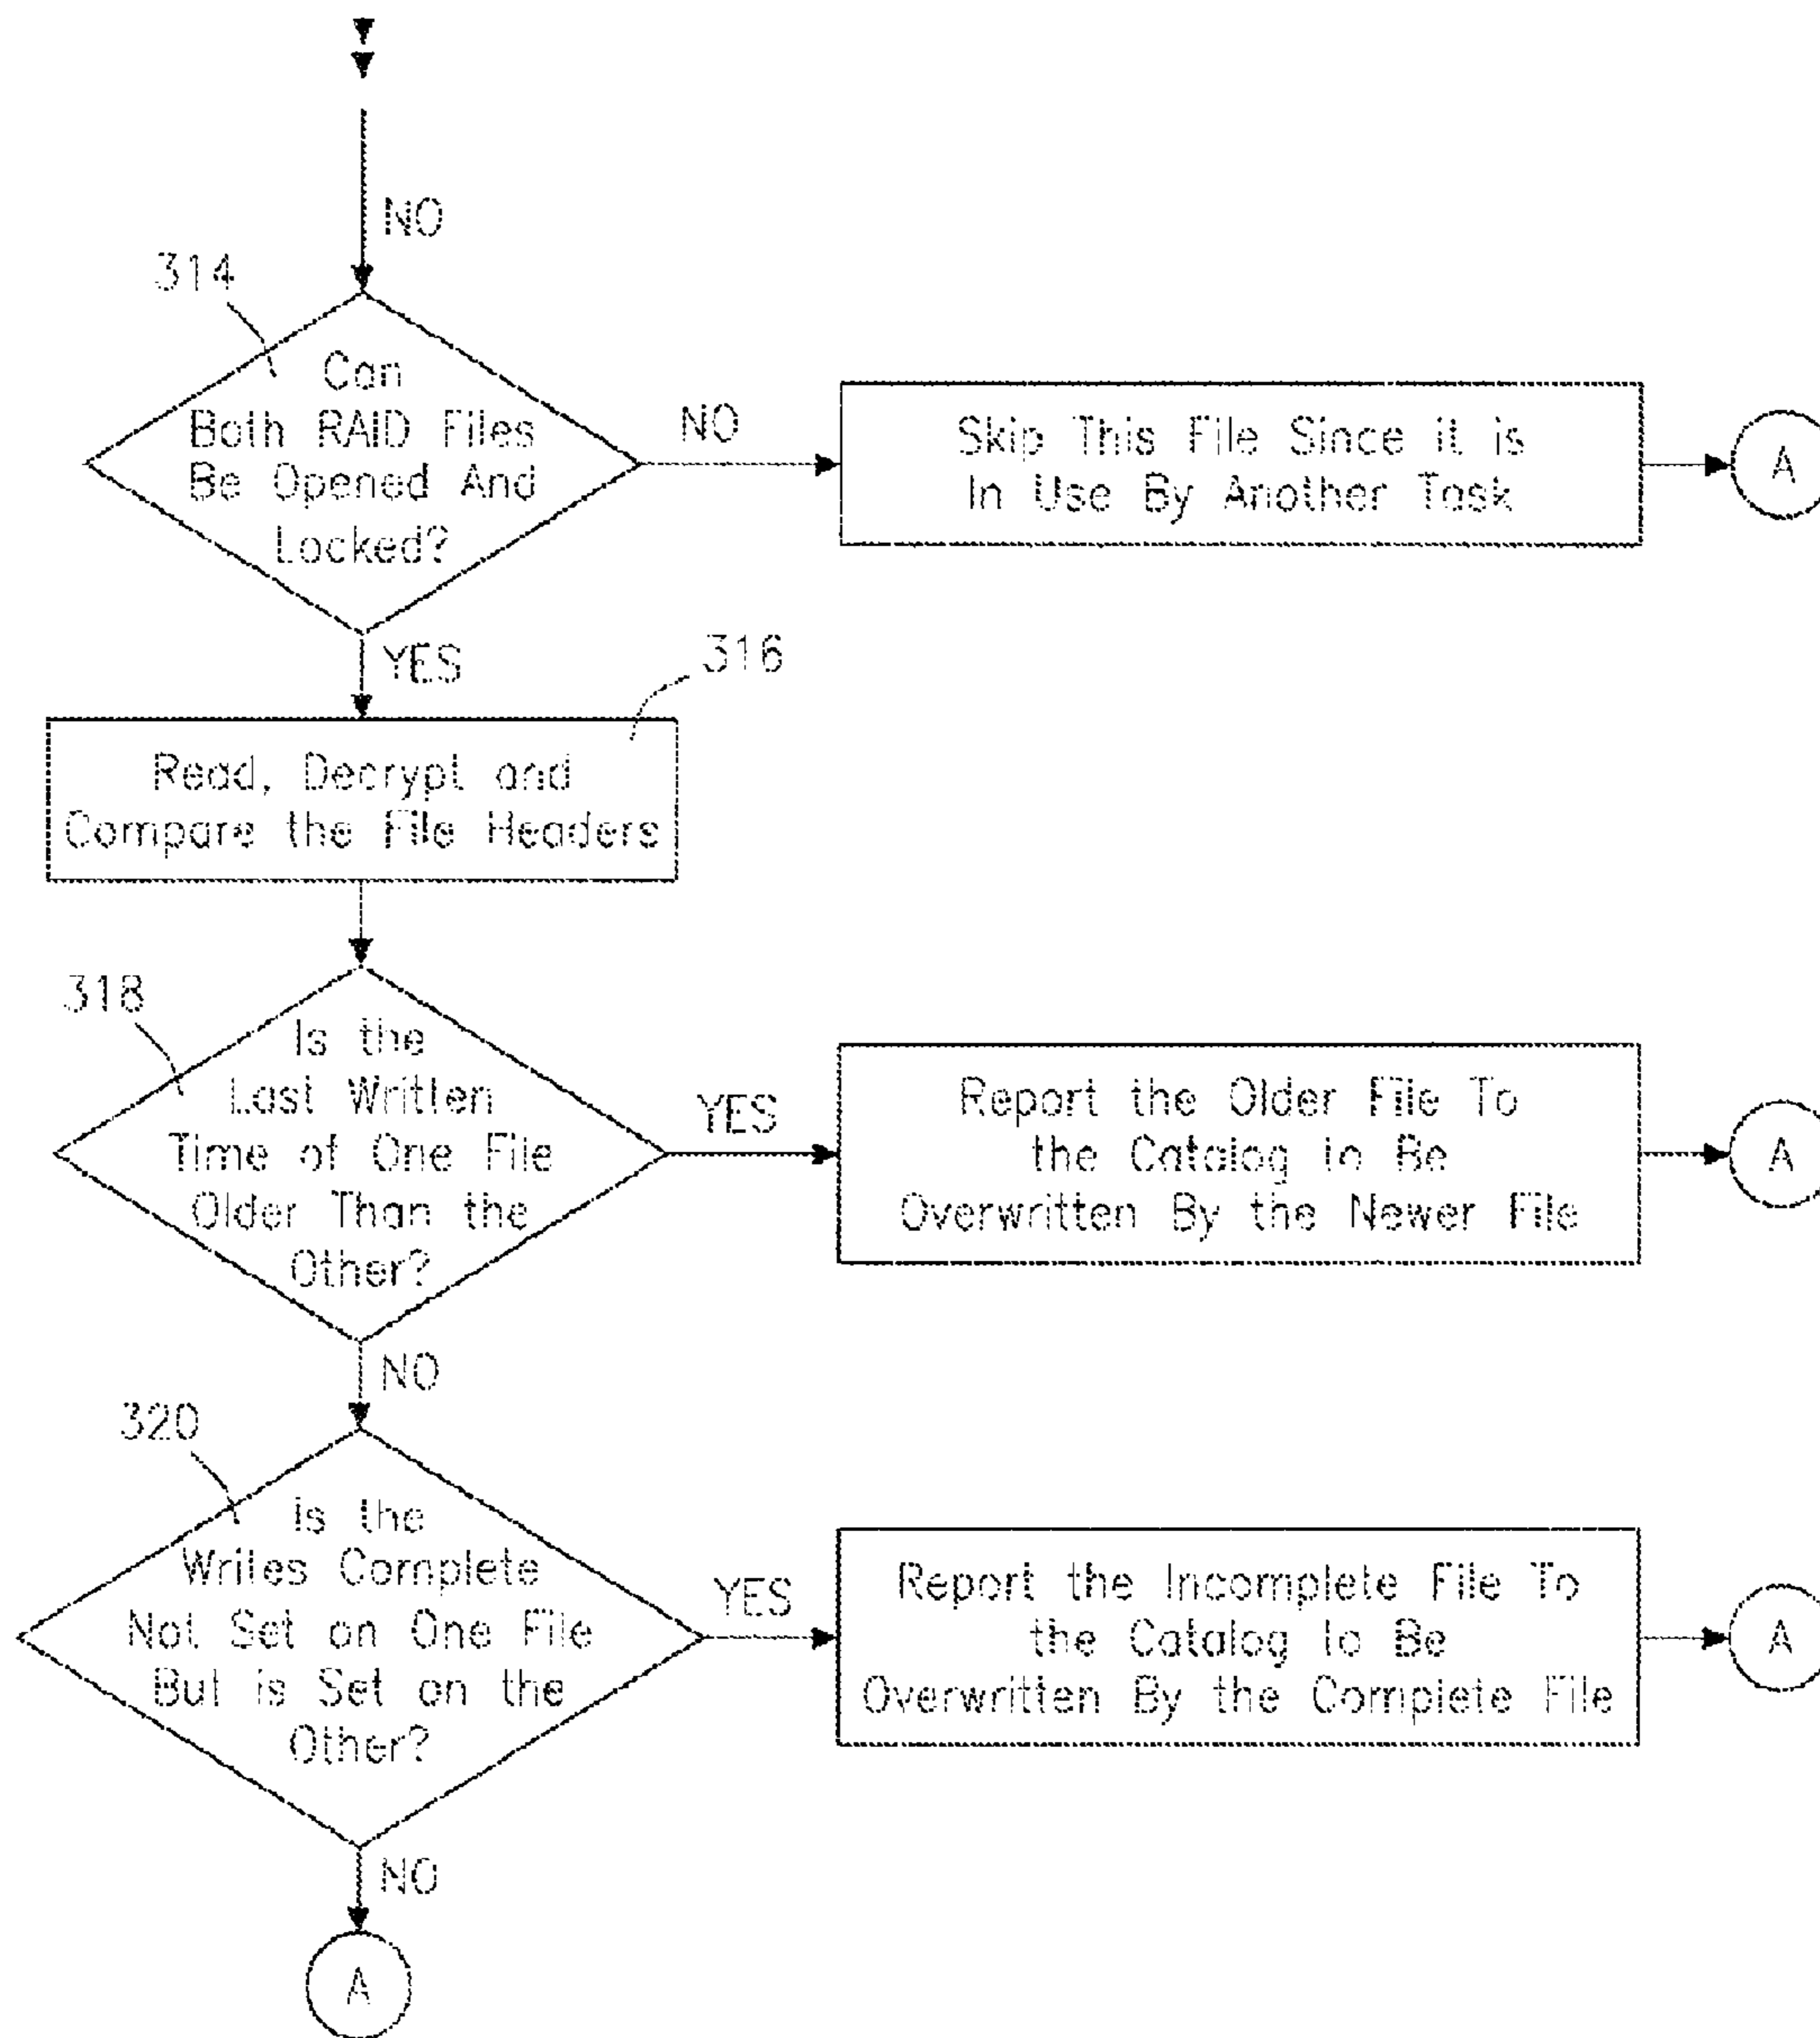 NO
314
Can
Both RAID Files
Be Opened And
Locked?
NO
Skip This File Since it is
In Use By Another Task
A
YES
316
Read, Decrypt and
Compare the File Headers
318
Is the
Last Written
Time of One File
Older Than the
Other?
YES
Report the Older File To
the Catalog to Be
Overwritten By the Newer File
A
NO
320
is the
Writes Complete
Not Set on One File
But is Set on the
Other?
YES
Report the Incomplete File To
the Catalog to Be
Overwritten By the Complete File
A
NO
A